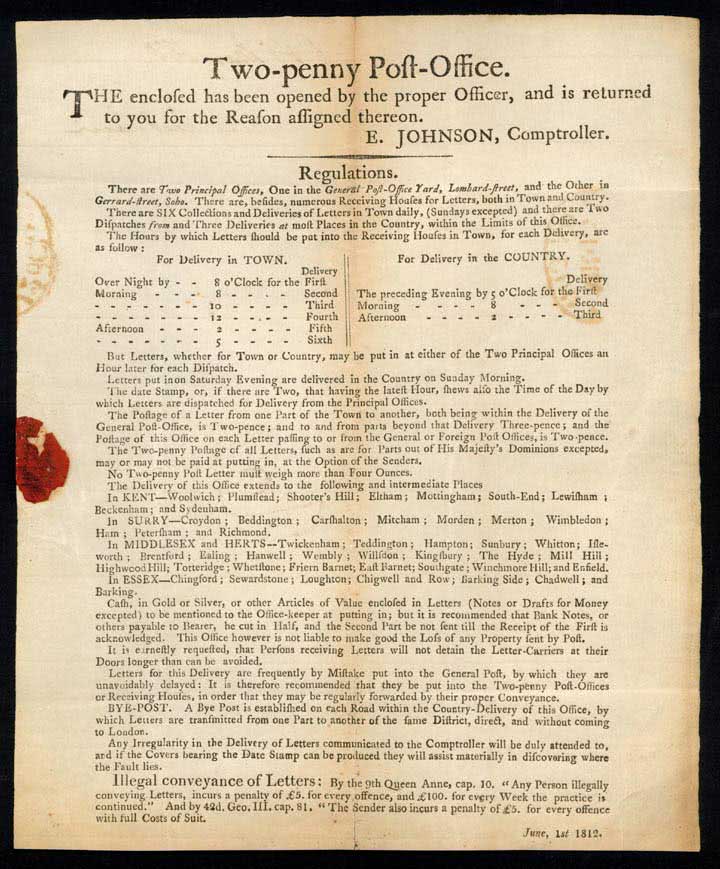 Two-penny Poſt-Office.
THE encloſed has been opened by the proper Officer, and is returned
to you for the Reaſon aſſigned thereon.
E. JOHNSON, Comptroller.
Regulations.
There are Two Principal Offices, One in the General Poſt-Office Yard, Lombard-ſtreet, and the Other in
Gerrard-ſtreet, Soho. There are, beſides, numerous Receiving Houſes for Letters, both in Town and Country.
There are SIX Collections and Deliveries of Letters in Town daily, (Sundays excepted) and there are Two
Diſpatches from and Three Deliveries at moſt Places in the Country, within the Limits of this Office.
The Hours by which Letters ſhould be put into the Receiving Houſes in Town, for each Delivery, are
as follow :
For Delivery in TOWN.
Delivery
Over Night by - - 8 o'Clock for the Firſt
Morning - - - 8 - - - - Second
- - - - - - - 10 - - - - Third
- - - - - - - 12 - - - - Fourth
Afternoon - - - 2 - - - - Fifth
- - - - - - - 5 - - - - Sixth
For Delivery in the COUNTRY.
Delivery
The preceding Evening by 5 o'Clock for the Firſt
Morning - - - - - 8 - - - - Second
Afternoon - - - - 2 - - - - Third
But Letters, whether for Town or Country, may be put in at either of the Two Principal Offices an
Hour later for each Diſpatch.
Letters put in on Saturday Evening are delivered in the Country on Sunday Morning.
The date Stamp, or, if there are Two, that having the lateſt Hour, ſhews alſo the Time of the Day by
which Letters are diſpatched for Delivery from the Principal Offices.
The Poſtage of a Letter from one Part of the Town to another, both being within the Delivery of the
General Poſt-Office, is Two-pence; and to and from parts beyond that Delivery Three-pence; and the
Poſtage of this Office on each Letter paſſing to or from the General or Foreign Poſt Offices, is Two-pence.
The Two-penny Poſtage of all Letters, ſuch as are for Parts out of His Majeſty's Dominions excepted,
may or may not be paid at putting in, at the Option of the Senders.
No Two-penny Poſt Letter muſt weigh more than Four Ounces.
The Delivery of this Office extends to the following and intermediate Places
In KENT—Woolwich; Plumſtead; Shooter's Hill; Eltham; Mottingham; South-End; Lewiſham;
Beckenham; and Sydenham.
In SURRY—Croydon; Beddington; Carſhalton; Mitcham; Morden; Merton; Wimbledon;
Ham; Peterſham; and Richmond.
In MIDDLESEX and HERTS—Twickenham; Teddington; Hampton; Sunbury; Whitton; Iſle-
worth; Brentford; Ealing; Hanwell; Wembly; Willſdon; Kingſbury; The Hyde; Mill Hill;
Highwood Hill; Totteridge; Whetſtone; Friern Barnet; Eaſt Barnet; Southgate; Winchmore Hill; and Enfield.
In ESSEX—Chingford; Sewardstone; Loughton; Chigwell and Row; Barking Side; Chadwell; and
Barking.
Caſh, in Gold or Silver, or other Articles of Value encloſed in Letters (Notes or Drafts for Money
excepted) to be mentioned to the Office-keeper at putting in; but it is recommended that Bank Notes, or
others payable to Bearer, be cut in Half, and the Second Part be not ſent till the Receipt of the Firſt is
acknowledged. This Office however is not liable to make good the Loſs of any Property ſent by Poſt.
It is earneſtly requeſted, that Perſons receiving Letters will not detain the Letter-Carriers at their
Doors longer than can be avoided.
Letters for this Delivery are frequently by Miſtake put into the General Poſt, by which they are
unavoidably delayed: It is therefore recommended that they be put into the Two-penny Poſt-Offices
or Receiving Houſes, in order that they may be regularly forwarded by their proper Conveyance.
BYE-POST. A Bye Poſt is eſtabliſhed on each Road within the Country-Delivery of this Office, by
which Letters are tranſmitted from one Part to another of the ſame Diſtrict, direct, and without coming
to London.
Any Irregularity in the Delivery of Letters communicated to the Comptroller will be duly attended to,
and if the Covers bearing the Date Stamp can be produced they will aſſiſt materially in diſcovering where
the Fault lies.
Illegal conveyance of Letters: By the 9th Queen Anne, cap. 10. "Any Perſon illegally
conveying Letters, incurs a penalty of £5. for every offence, and £100. for every Week the practice is
continued." And by 42d. Geo. III. cap. 81. "The Sender alſo incurs a penalty of £5. for every offence
with full Coſts of Suit.
June, 1st 1812.